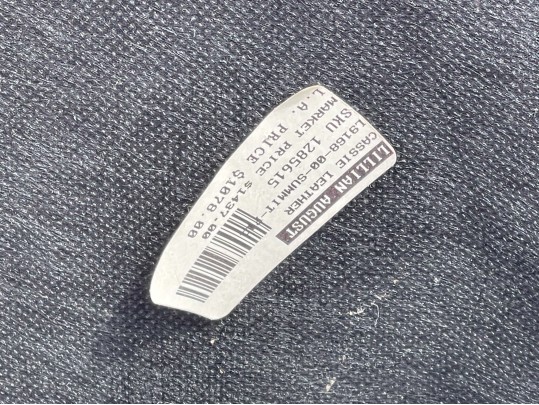 LILLIAN AUGUST
CASSIE LEATHER
L9168-00-SUMMIT-
SKU 1285615
MARKET PRICE $1437.00
L.A. PRICE $1078.00